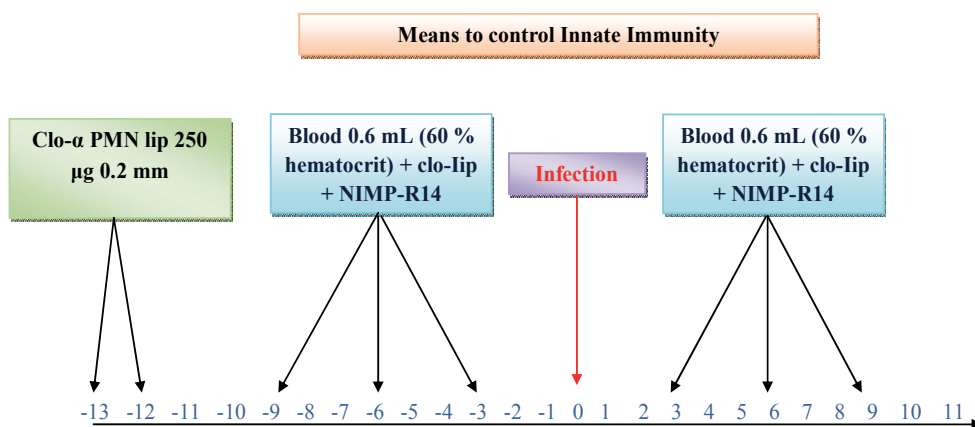 Means to control Innate Immunity
Clo-α PMN lip 250
µg 0.2 mm
Blood 0.6 mL (60 %
hematocrit) + clo-Iip
+ NIMP-R14
Infection
Blood 0.6 mL (60 %
hematocrit) + clo-Iip
+ NIMP-R14
-13 -12 -11 -10 -9 -8 -7 -6 -5 -4 -3 -2 -1 0 1 2 3 4 5 6 7 8 9 10 11